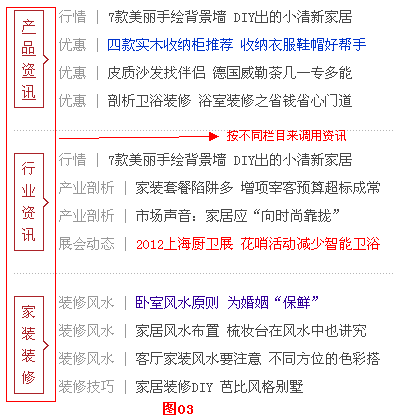 产品资讯
行情 | 7款美丽手绘背景墙 DIY出的小清新家居
优惠 | 四款实木收纳柜推荐 收纳衣服鞋帽好帮手
优惠 | 皮质沙发找伴侣 德国威勒茶几一专多能
优惠 | 剖析卫浴装修 浴室装修之省钱省心门道
按不同栏目来调用资讯
行业资讯
行情 | 7款美丽手绘背景墙 DIY出的小清新家居
产业剖析 | 家装套餐陷阱多 增项宰客预算超标成常
产业剖析 | 市场声音：家居应“向时尚靠拢”
展会动态 | 2012上海厨卫展 花哨活动减少智能卫浴
家装装修
装修风水 | 卧室风水原则 为婚姻“保鲜”
装修风水 | 家居风水布置 梳妆台在风水中也讲究
装修风水 | 客厅家装风水要注意 不同方位的色彩搭
装修技巧 | 家居装修DIY 芭比风格别墅
图03